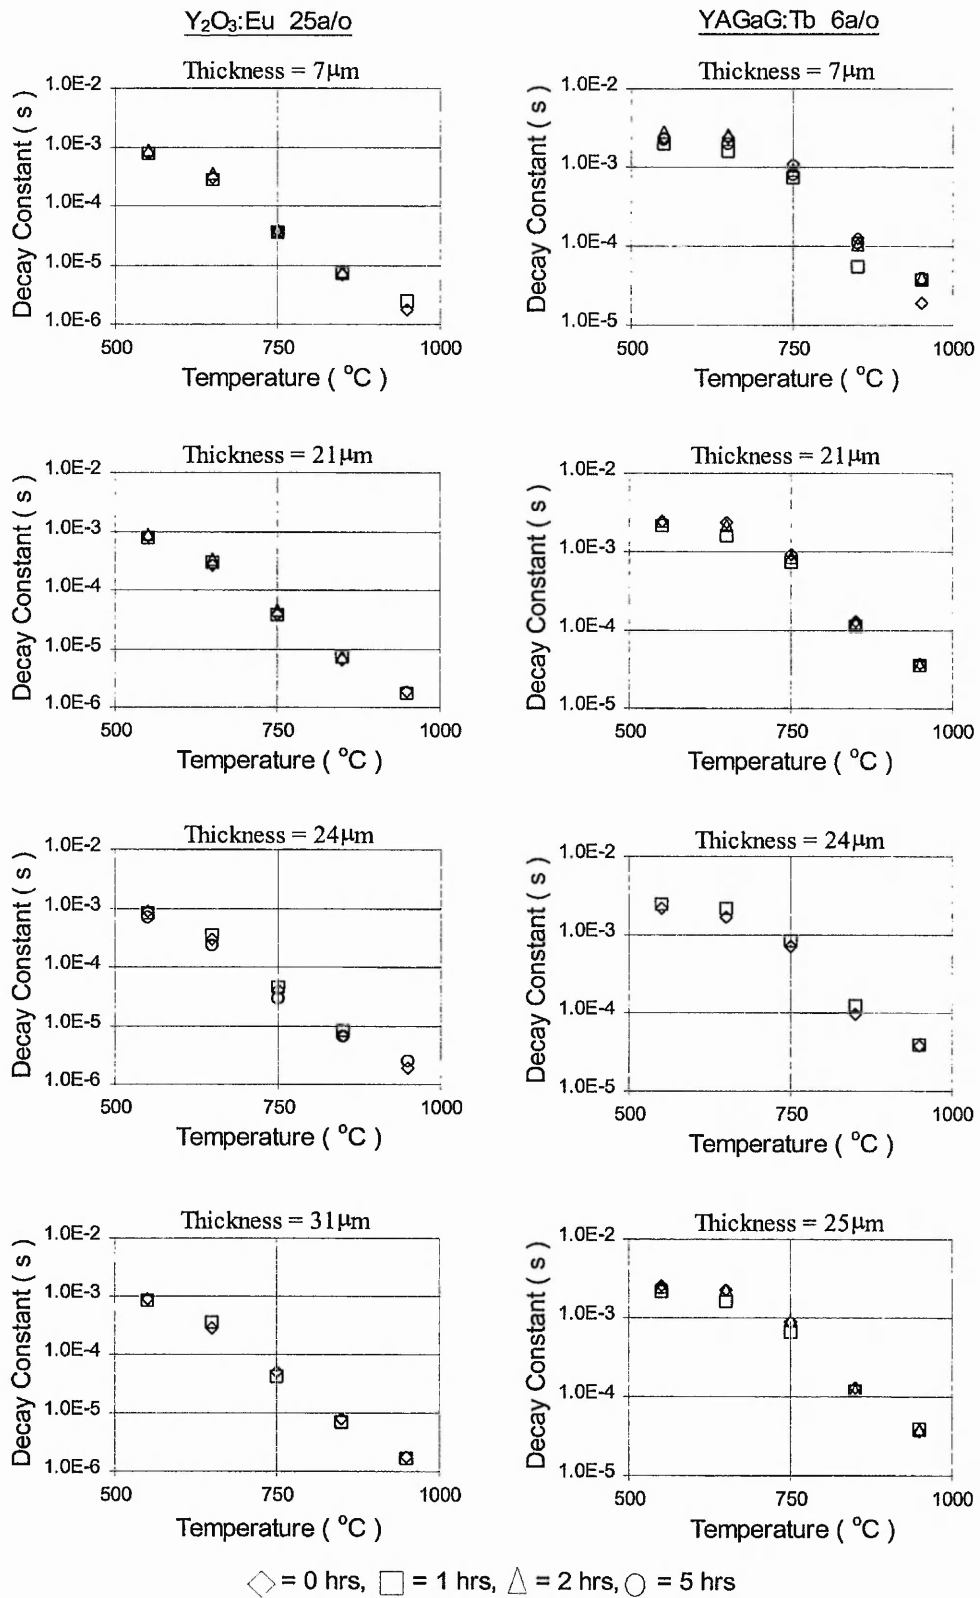 Y2O3:Eu 25a/o
YAGaG:Tb 6a/o
Thickness = 7μm
Decay Constant ( s )
1.0E-2
1.0E-3
1.0E-4
1.0E-5
1.0E-6
500
750
1000
Temperature ( °C )
Thickness = 7μm
Decay Constant ( s )
1.0E-2
1.0E-3
1.0E-4
1.0E-5
500
750
1000
Temperature ( °C )
Thickness = 21μm
Decay Constant ( s )
1.0E-2
1.0E-3
1.0E-4
1.0E-5
1.0E-6
500
750
1000
Temperature ( °C )
Thickness = 21μm
Decay Constant ( s )
1.0E-2
1.0E-3
1.0E-4
1.0E-5
500
750
1000
Temperature ( °C )
Thickness = 24μm
Decay Constant ( s )
1.0E-2
1.0E-3
1.0E-4
1.0E-5
1.0E-6
500
750
1000
Temperature ( °C )
Thickness = 24μm
Decay Constant ( s )
1.0E-2
1.0E-3
1.0E-4
1.0E-5
500
750
1000
Temperature ( °C )
Thickness = 31μm
Decay Constant ( s )
1.0E-2
1.0E-3
1.0E-4
1.0E-5
1.0E-6
500
750
1000
Temperature ( °C )
Thickness = 25μm
Decay Constant ( s )
1.0E-2
1.0E-3
1.0E-4
1.0E-5
500
750
1000
Temperature ( °C )
◇ = 0 hrs, □ = 1 hrs, △ = 2 hrs, ○ = 5 hrs